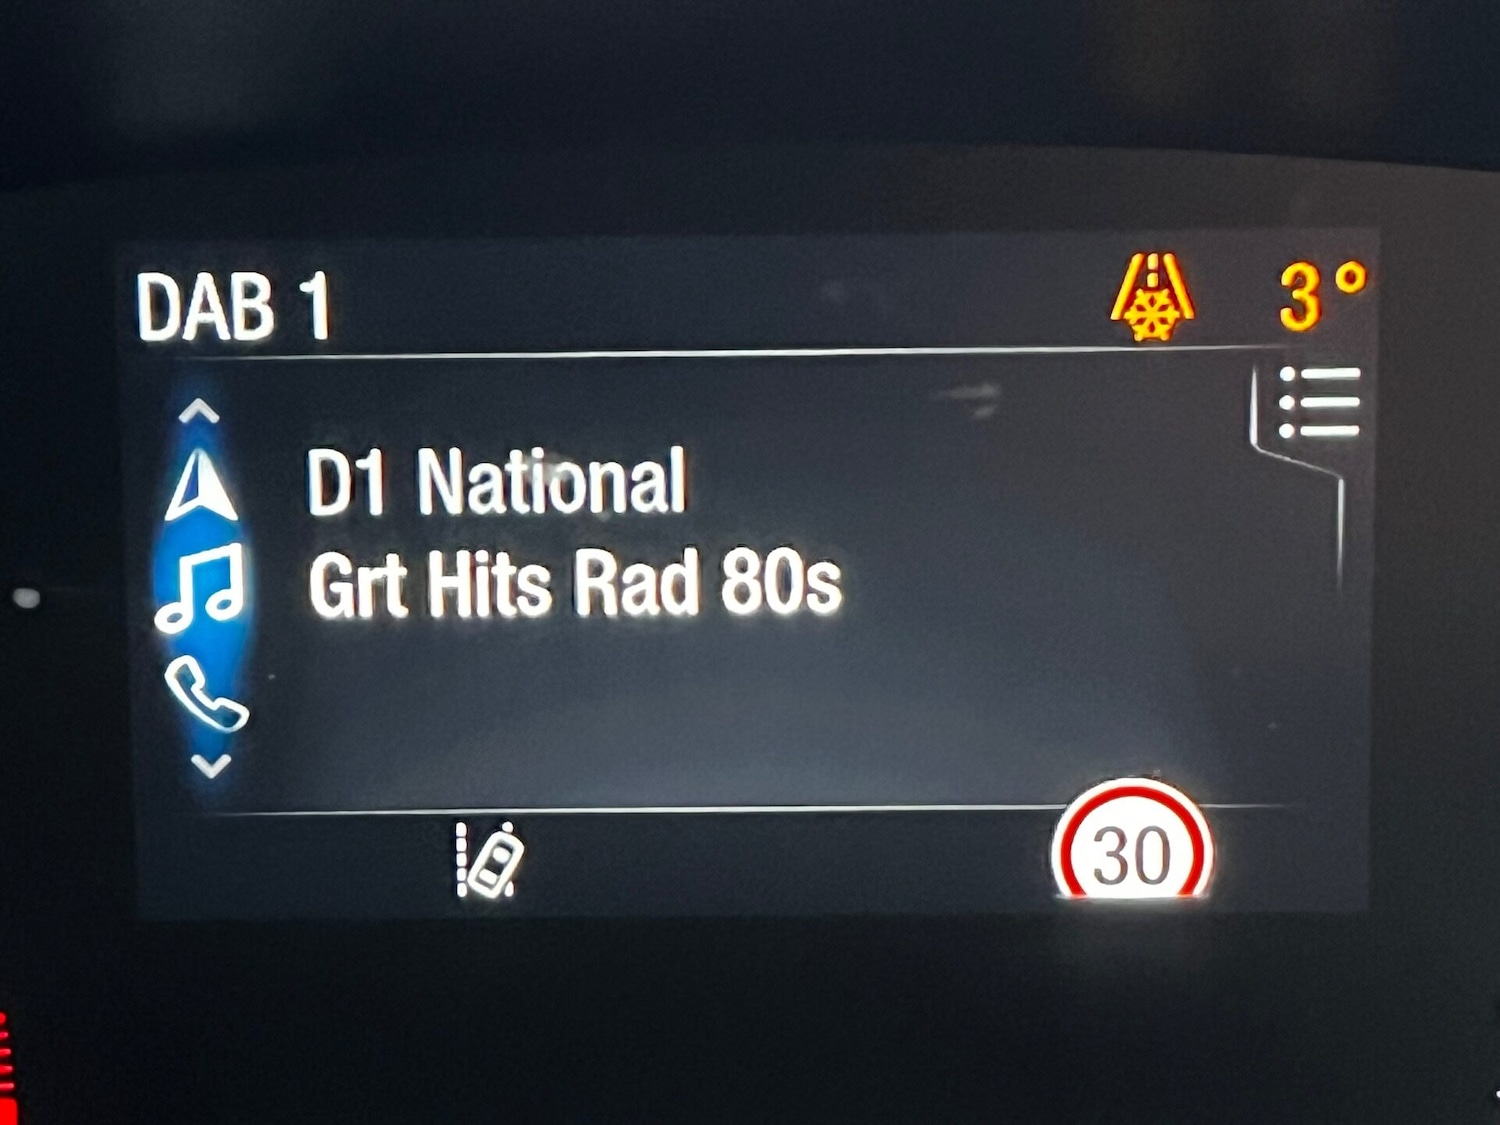 DAB 1
3°
D1 National
Grt Hits Rad 80s
30